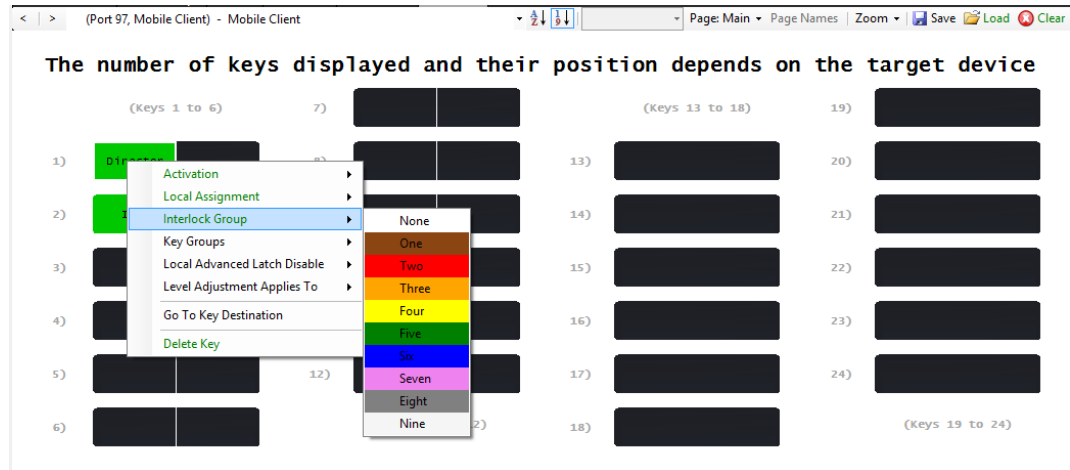 < > (Port 97, Mobile Client) - Mobile Client Page: Main Page Names Zoom Save Load Clear
The number of keys displayed and their position depends on the target device
(Keys 1 to 6) 7) (Keys 13 to 18) 19)
1) Director 8) 13) 20)
Activation
Local Assignment
2) 14) 21)
Interlock Group
None
Key Groups
One
3) Local Advanced Latch Disable 15) 22)
Two
Level Adjustment Applies To
Three
4) Go To Key Destination 16) 23)
Four
Delete Key
Five
Six
5) 12) 17) 24)
Seven
Eight
6) Nine 18) (Keys 19 to 24)